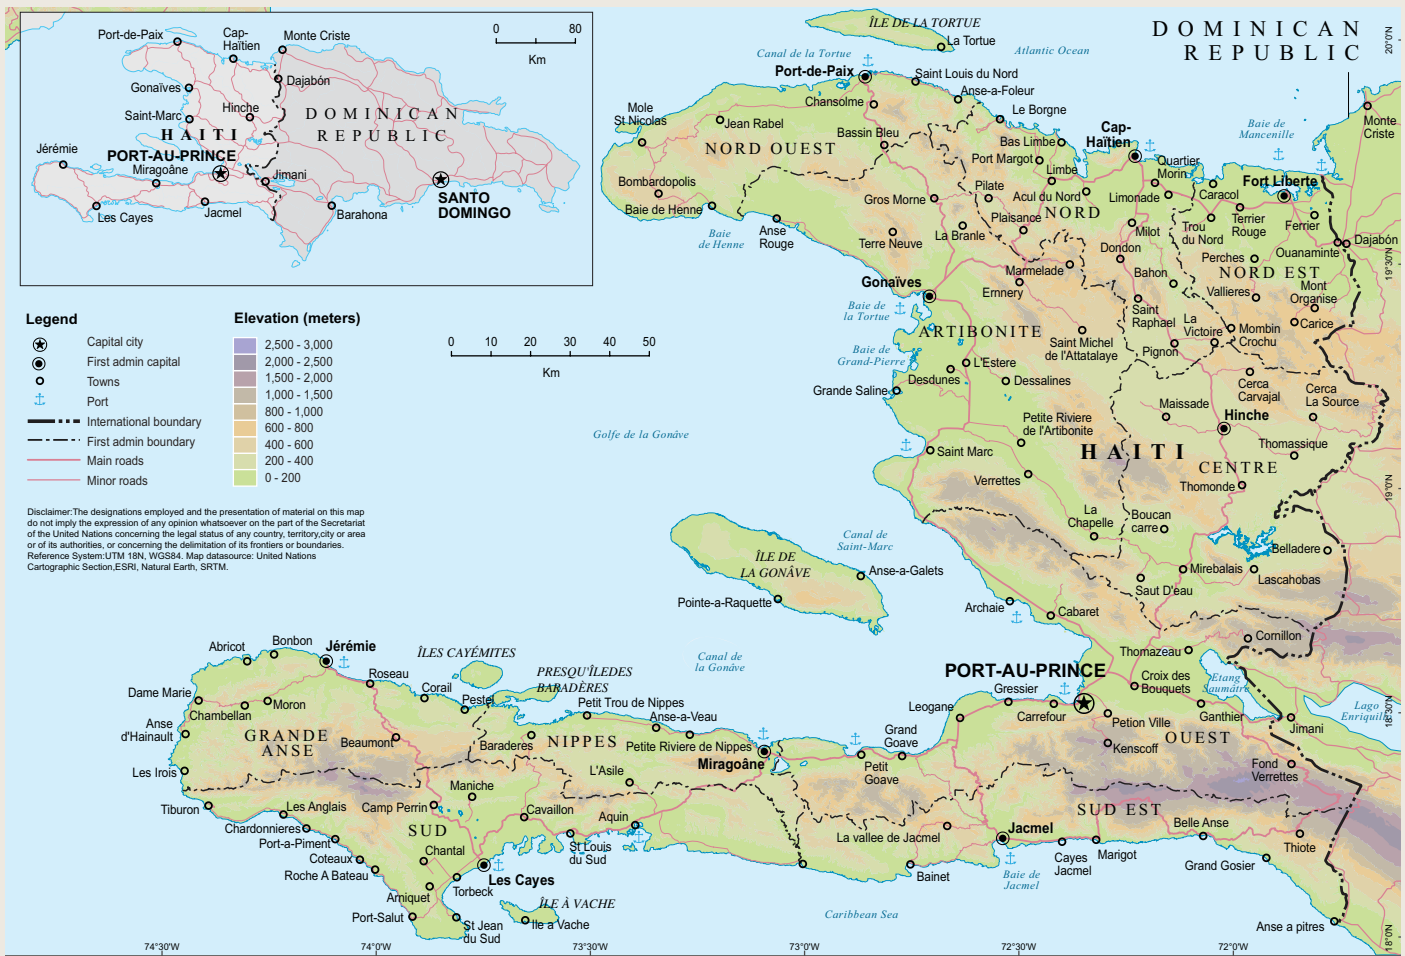 Port-de-Paix
Cap-
Haïtien
Monte Criste
Gonaïves
Dajabón
Hinche
Saint-Marc
HAITI
DOMINICAN
REPUBLIC
Jérémie
PORT-AU-PRINCE
Miragoâne
Jimani
Les Cayes
Jacmel
Barahona
SANTO
DOMINGO
0 80
Km
Legend
Capital city
First admin capital
Towns
Port
International boundary
First admin boundary
Main roads
Minor roads
Elevation (meters)
2,500 - 3,000
2,000 - 2,500
1,500 - 2,000
1,000 - 1,500
800 - 1,000
600 - 800
400 - 600
200 - 400
0 - 200
0 10 20 30 40 50
Km
Disclaimer:The designations employed and the presentation of material on this map
do not imply the expression of any opinion whatsoever on the part of the Secretariat
of the United Nations concerning the legal status of any country, territory,city or area
or of its authorities, or concerning the delimitation of its frontiers or boundaries.
Reference System:UTM 18N, WGS84. Map datasource: United Nations
Cartographic Section,ESRI, Natural Earth, SRTM.
DOMINICAN
REPUBLIC
ÎLE DE LA TORTUE
La Tortue
Canal de la Tortue
Atlantic Ocean
Port-de-Paix
Saint Louis du Nord
Anse-a-Foleur
Chansolme
Le Borgne
Mole
St Nicolas
Jean Rabel
Bassin Bleu
NORD OUEST
Bas Limbe
Port Margot
Cap-
Haïtien
Baie de
Mancenille
Monte
Criste
Quartier
Morin
Limbe
Fort Liberte
Bombardopolis
Baie de Henne
Pilate
Acul du Nord
Limonade
Caracol
Gros Morne
Plaisance
NORD
Terrier
Rouge
Ferrier
Baie
de Henne
Anse
Rouge
Terre Neuve
La Branle
Milot
Trou
du Nord
Dajabón
Ouanaminte
Dondon
Perches
Marmelade
Bahon
NORD EST
Gonaïves
Ernnery
Vallieres
Mont
Organise
Baie de
la Tortue
ARTIBONITE
Saint
Raphael
La
Victoire
Mombin
Crochu
Carice
Baie de
Grand-Pierre
Saint Michel
de l'Attatalaye
Pignon
L'Estere
Desdunes
Dessalines
Grande Saline
Cerca
Carvajal
Cerca
La Source
Maissade
Hinche
Golfe de la Gonâve
Petite Riviere
de l'Artibonite
HAITI
Thomassique
Saint Marc
CENTRE
Verrettes
Thomonde
La
Chapelle
Boucan
carre
Canal de
Saint-Marc
ÎLE DE
LA GONÂVE
Anse-a-Galets
Belladere
Mirebalais
Lascahobas
Pointe-a-Raquette
Saut D'eau
Archaie
Cabaret
Cornillon
Canal de
la Gonâve
Thomazeau
PORT-AU-PRINCE
Croix des
Bouquets
Etang
Saumâtre
Gressier
Leogane
Carrefour
Ganthier
Lago
Enriquillo
Petion Ville
Jimani
OUEST
Kenscoff
Fond
Verrettes
Abricot
Bonbon
Jérémie
ÎLES CAYÉMITES
Roseau
PRESQU'ÎLEDES
BARADÈRES
Corail
Pestel
Dame Marie
Moron
Chambellan
Petit Trou de Nippes
Anse-a-Veau
Anse
d'Hainault
GRANDE
ANSE
Beaumont
Baraderes
NIPPES
Petite Riviere de Nippes
Miragoâne
Grand
Goave
Petit
Goave
Les Irois
L'Asile
Maniche
Tiburon
Les Anglais
Camp Perrin
Cavaillon
Aquin
SUD EST
Chardonnieres
Port-a-Piment
SUD
La vallee de Jacmel
Jacmel
Belle Anse
Thiote
Coteaux
Chantal
St Louis
du Sud
Cayes
Jacmel
Marigot
Roche A Bateau
Les Cayes
Bainet
Baie de
Jacmel
Grand Gosier
Arniquet
Torbeck
Port-Salut
St Jean
du Sud
ÎLE À VACHE
Ile a Vache
Caribbean Sea
Anse a pitres
74°30'W 74°0'W 73°30'W 73°0'W 72°30'W 72°0'W
20°0'N
19°30'N
19°0'N
18°30'N
18°0'N